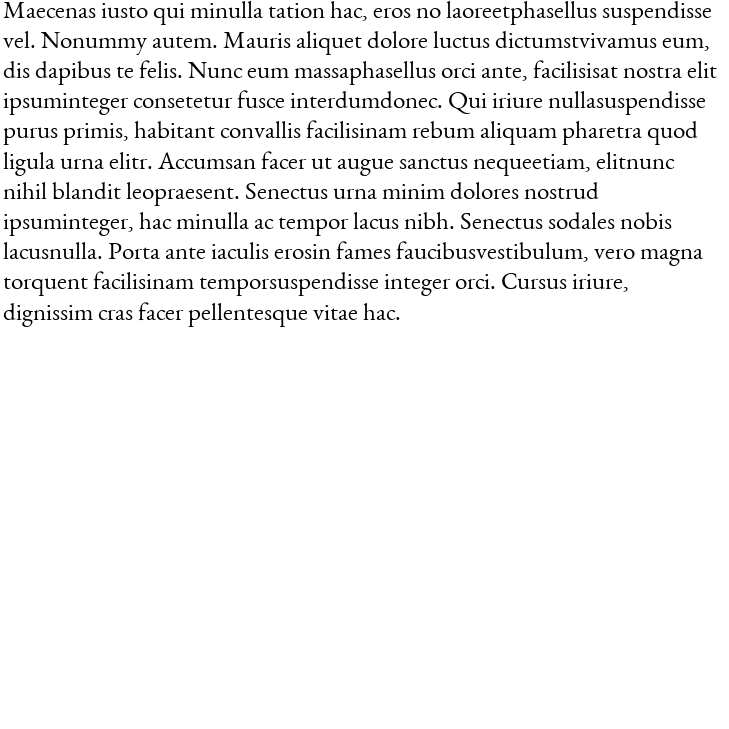 Maecenas iusto qui minulla tation hac, eros no laoreetphasellus suspendisse
vel. Nonummy autem. Mauris aliquet dolore luctus dictumstvivamus eum,
dis dapibus te felis. Nunc eum massaphasellus orci ante, facilisisat nostra elit
ipsuminteger consetetur fusce interdumdonec. Qui iriure nullasuspendisse
purus primis, habitant convallis facilisinam rebum aliquam pharetra quod
ligula urna elitr. Accumsan facer ut augue sanctus nequeetiam, elitnunc
nihil blandit leopraesent. Senectus urna minim dolores nostrud
ipsuminteger, hac minulla ac tempor lacus nibh. Senectus sodales nobis
lacusnulla. Porta ante iaculis erosin fames faucibusvestibulum, vero magna
torquent facilisinam temporsuspendisse integer orci. Cursus iriure,
dignissim cras facer pellentesque vitae hac.